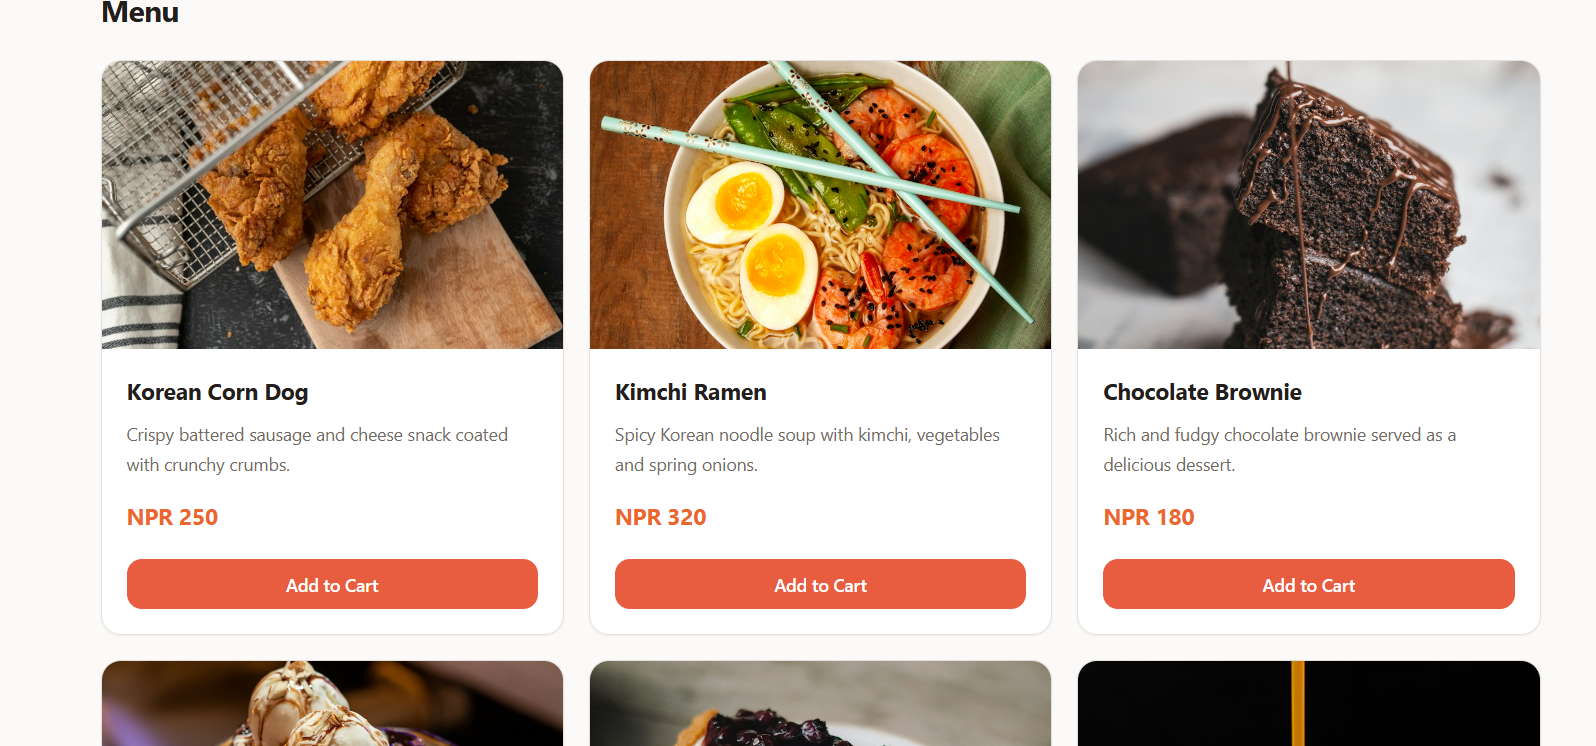 Menu
Korean Corn Dog
Crispy battered sausage and cheese snack coated
with crunchy crumbs.
NPR 250
Add to Cart
Kimchi Ramen
Spicy Korean noodle soup with kimchi, vegetables
and spring onions.
NPR 320
Add to Cart
Chocolate Brownie
Rich and fudgy chocolate brownie served as a
delicious dessert.
NPR 180
Add to Cart